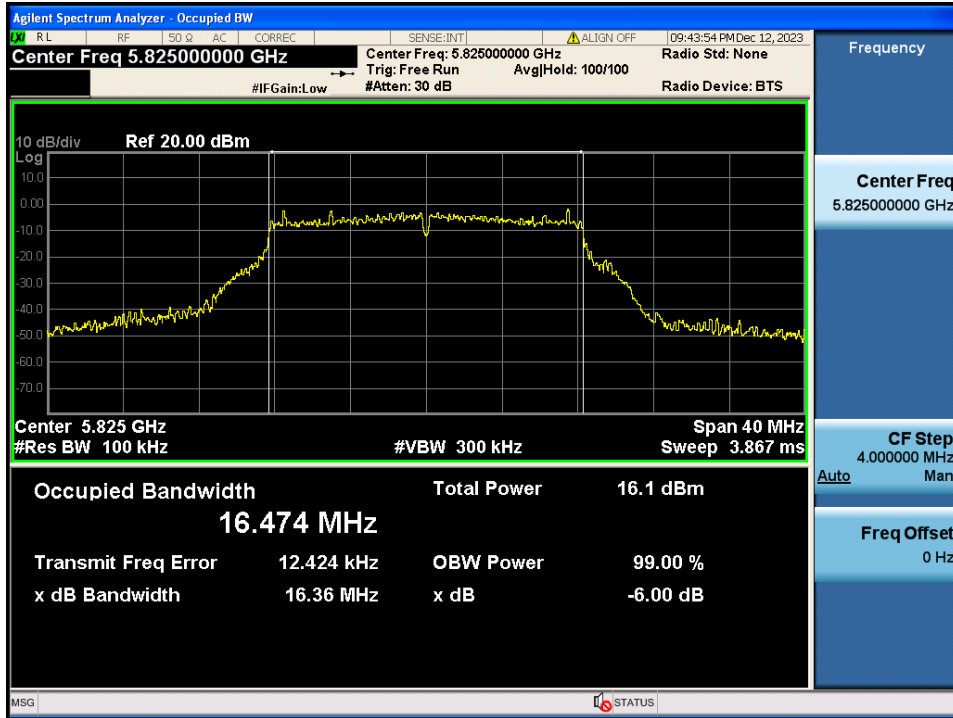 Agilent Spectrum Analyzer - Occupied BW
LXI RL RF 50 Ω AC CORREC SENSE:INT ALIGN OFF 09:43:54 PM Dec 12, 2023
Center Freq 5.825000000 GHz
Center Freq: 5.825000000 GHz
Radio Std: None
Trig: Free Run Avg|Hold: 100/100
#IFGain:Low
#Atten: 30 dB
Radio Device: BTS
10 dB/div Ref 20.00 dBm
Log
10.0
0.00
-10.0
-20.0
-30.0
-40.0
-50.0
-60.0
-70.0
Center 5.825 GHz Span 40 MHz
#Res BW 100 kHz #VBW 300 kHz Sweep 3.867 ms
Occupied Bandwidth Total Power 16.1 dBm
16.474 MHz
Transmit Freq Error 12.424 kHz OBW Power 99.00 %
x dB Bandwidth 16.36 MHz x dB -6.00 dB
Frequency
Center Freq
5.825000000 GHz
CF Step
4.000000 MHz
Auto Man
Freq Offset
0 Hz
MSG STATUS